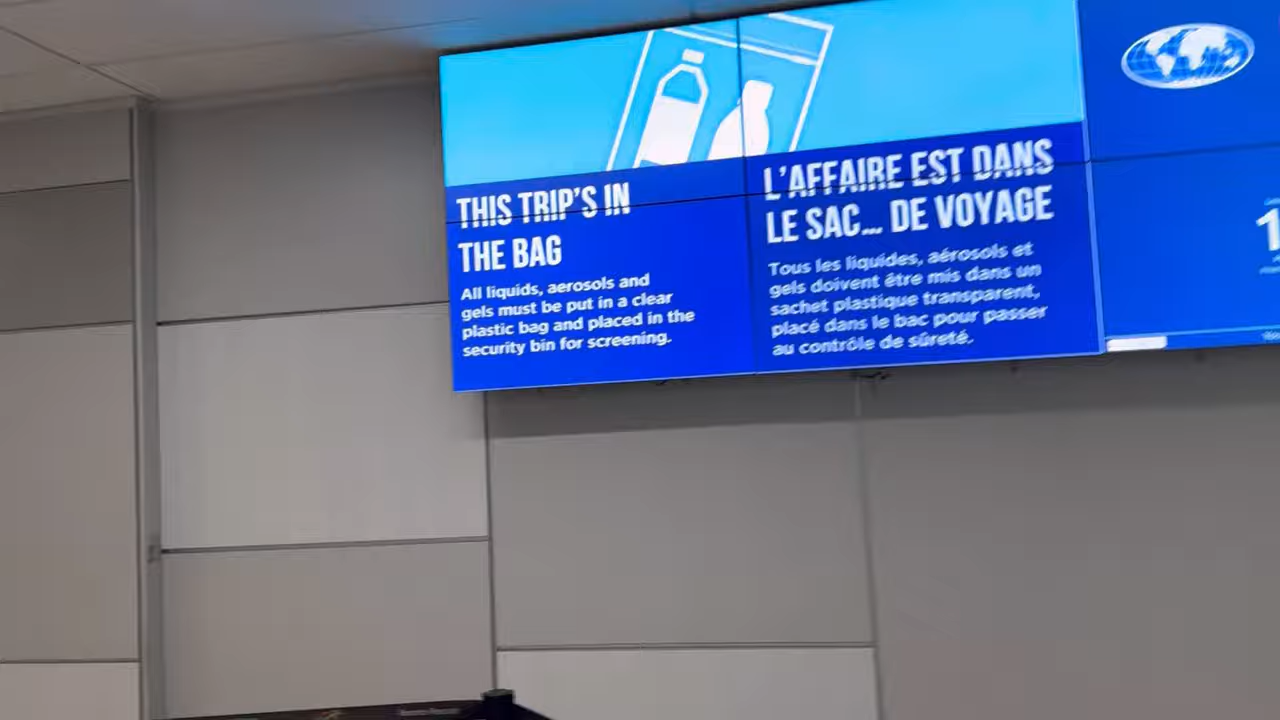 THIS TRIP'S IN
THE BAG
All liquids, aerosols and
gels must be put in a clear
plastic bag and placed in the
security bin for screening.
L'AFFAIRE EST DANS
LE SAC... DE VOYAGE
Tous les liquides, aérosols et
gels doivent être mis dans un
sachet plastique transparent,
placé dans le bac pour passer
au contrôle de sûreté.